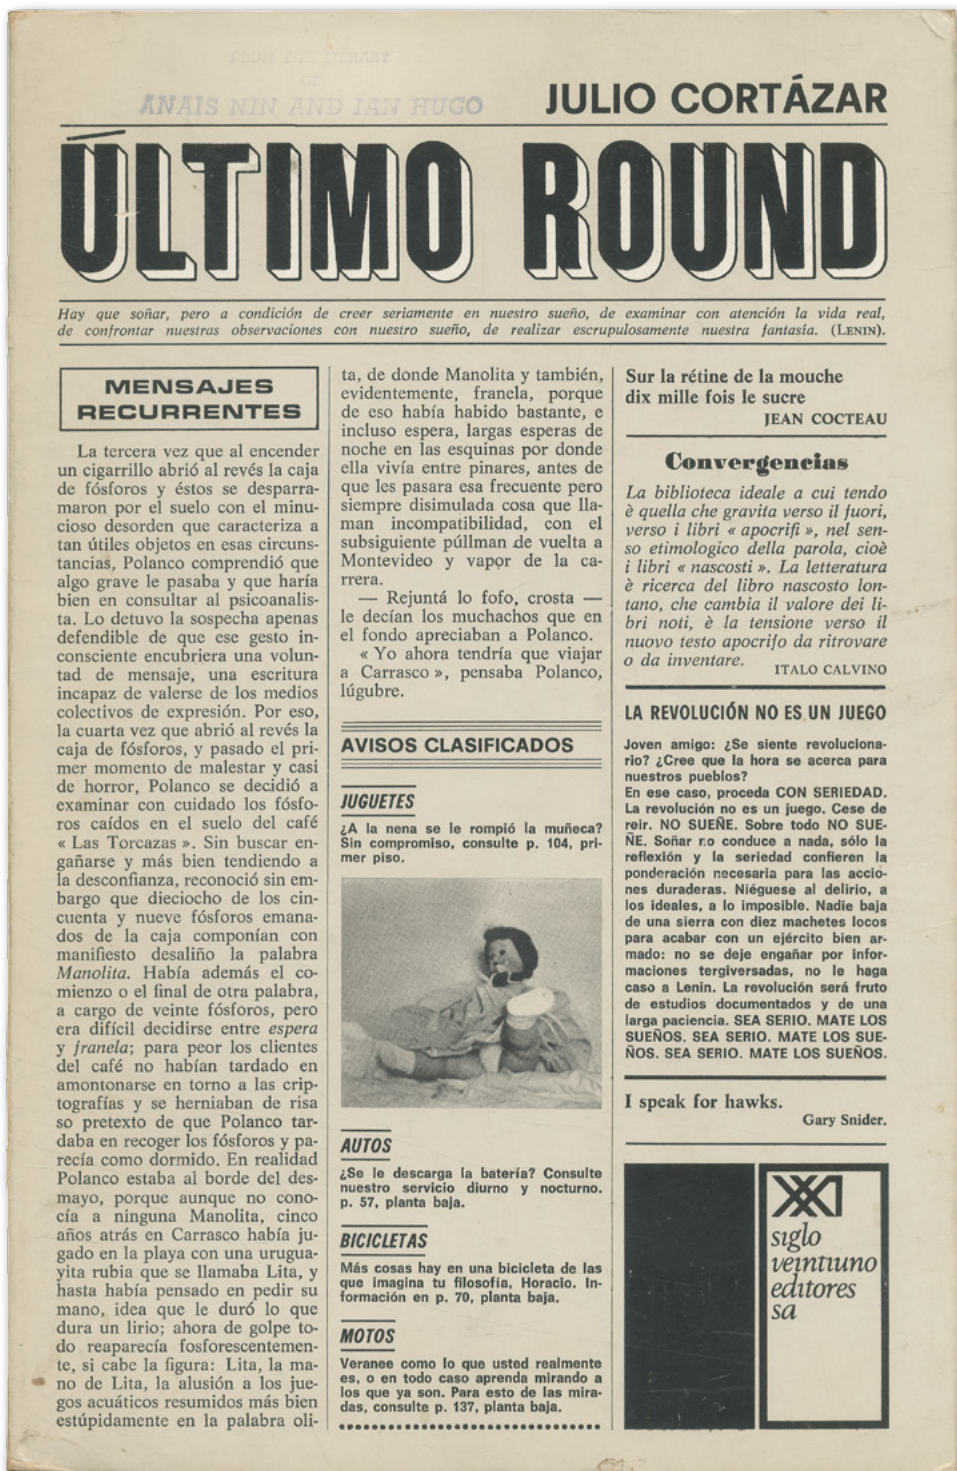 FROM THE LIBRARY
OF
ANAIS NIN AND IAN HUGO
JULIO CORTÁZAR
ÚLTIMO ROUND
Hay que soñar, pero a condición de creer seriamente en nuestro sueño, de examinar con atención la vida real,
de confrontar nuestras observaciones con nuestro sueño, de realizar escrupulosamente nuestra fantasía. (LENIN).
MENSAJES
RECURRENTES
La tercera vez que al encender
un cigarrillo abrió al revés la caja
de fósforos y éstos se desparra-
maron por el suelo con el minu-
cioso desorden que caracteriza a
tan útiles objetos en esas circuns-
tancias, Polanco comprendió que
algo grave le pasaba y que haría
bien en consultar al psicoanalis-
ta. Lo detuvo la sospecha apenas
defendible de que ese gesto in-
consciente encubriera una volun-
tad de mensaje, una escritura
incapaz de valerse de los medios
colectivos de expresión. Por eso,
la cuarta vez que abrió al revés la
caja de fósforos, y pasado el pri-
mer momento de malestar y casi
de horror, Polanco se decidió a
examinar con cuidado los fósfo-
ros caídos en el suelo del café
« Las Torcazas ». Sin buscar en-
gañarse y más bien tendiendo a
la desconfianza, reconoció sin em-
bargo que dieciocho de los cin-
cuenta y nueve fósforos emana-
dos de la caja componían con
manifiesto desaliño la palabra
Manolita. Había además el co-
mienzo o el final de otra palabra,
a cargo de veinte fósforos, pero
era difícil decidirse entre espera
y franela; para peor los clientes
del café no habían tardado en
amontonarse en torno a las crip-
tografías y se herniaban de risa
so pretexto de que Polanco tar-
daba en recoger los fósforos y pa-
recía como dormido. En realidad
Polanco estaba al borde del des-
mayo, porque aunque no cono-
cía a ninguna Manolita, cinco
años atrás en Carrasco había ju-
gado en la playa con una urugua-
yita rubia que se llamaba Lita, y
hasta había pensado en pedir su
mano, idea que le duró lo que
dura un lirio; ahora de golpe to-
do reaparecía fosforescentemen-
te, si cabe la figura: Lita, la ma-
no de Lita, la alusión a los jue-
gos acuáticos resumidos más bien
estúpidamente en la palabra oli-
ta, de donde Manolita y también,
evidentemente, franela, porque
de eso había habido bastante, e
incluso espera, largas esperas de
noche en las esquinas por donde
ella vivía entre pinares, antes de
que les pasara esa frecuente pero
siempre disimulada cosa que lla-
man incompatibilidad, con el
subsiguiente púllman de vuelta a
Montevideo y vapor de la ca-
rrera.
— Rejuntá lo fofo, crosta —
le decían los muchachos que en
el fondo apreciaban a Polanco.
« Yo ahora tendría que viajar
a Carrasco », pensaba Polanco,
lúgubre.
AVISOS CLASIFICADOS
JUGUETES
¿A la nena se le rompió la muñeca?
Sin compromiso, consulte p. 104, pri-
mer piso.
AUTOS
¿Se le descarga la batería? Consulte
nuestro servicio diurno y nocturno.
p. 57, planta baja.
BICICLETAS
Más cosas hay en una bicicleta de las
que imagina tu filosofía, Horacio. In-
formación en p. 70, planta baja.
MOTOS
Veranee como lo que usted realmente
es, o en todo caso aprenda mirando a
los que ya son. Para esto de las mira-
das, consulte p. 137, planta baja.
Sur la rétine de la mouche
dix mille fois le sucre
JEAN COCTEAU
Convergencias
La biblioteca ideale a cui tendo
è quella che gravita verso il fuori,
verso i libri « apocrifi », nel sen-
so etimologico della parola, cioè
i libri « nascosti ». La letteratura
è ricerca del libro nascosto lon-
tano, che cambia il valore dei li-
bri noti, è la tensione verso il
nuovo testo apocrifo da ritrovare
o da inventare.
ITALO CALVINO
LA REVOLUCIÓN NO ES UN JUEGO
Joven amigo: ¿Se siente revoluciona-
rio? ¿Cree que la hora se acerca para
nuestros pueblos?
En ese caso, proceda CON SERIEDAD.
La revolución no es un juego. Cese de
reir. NO SUEÑE. Sobre todo NO SUE-
ÑE. Soñar no conduce a nada, sólo la
reflexión y la seriedad confieren la
ponderación necesaria para las accio-
nes duraderas. Niéguese al delirio, a
los ideales, a lo imposible. Nadie baja
de una sierra con diez machetes locos
para acabar con un ejército bien ar-
mado: no se deje engañar por infor-
maciones tergiversadas, no le haga
caso a Lenin. La revolución será fruto
de estudios documentados y de una
larga paciencia. SEA SERIO. MATE LOS
SUEÑOS. SEA SERIO. MATE LOS SUE-
ÑOS. SEA SERIO. MATE LOS SUEÑOS.
I speak for hawks.
Gary Snider.
siglo
veintiuno
editores
sa